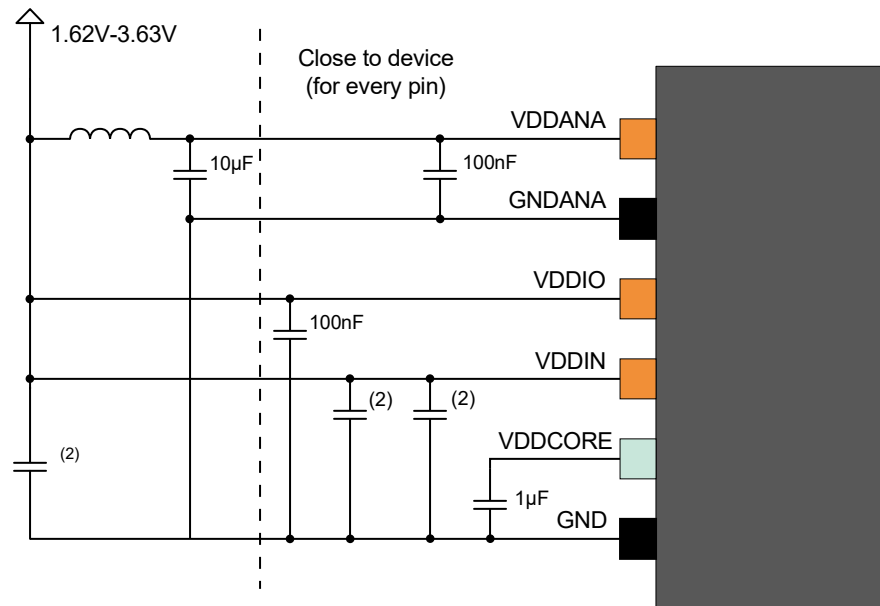 1.62V-3.63V
Close to device
(for every pin)
VDDANA
10µF
100nF
GNDANA
VDDIO
100nF
VDDIN
(2)
(2)
VDDCORE
(2)
1µF
GND